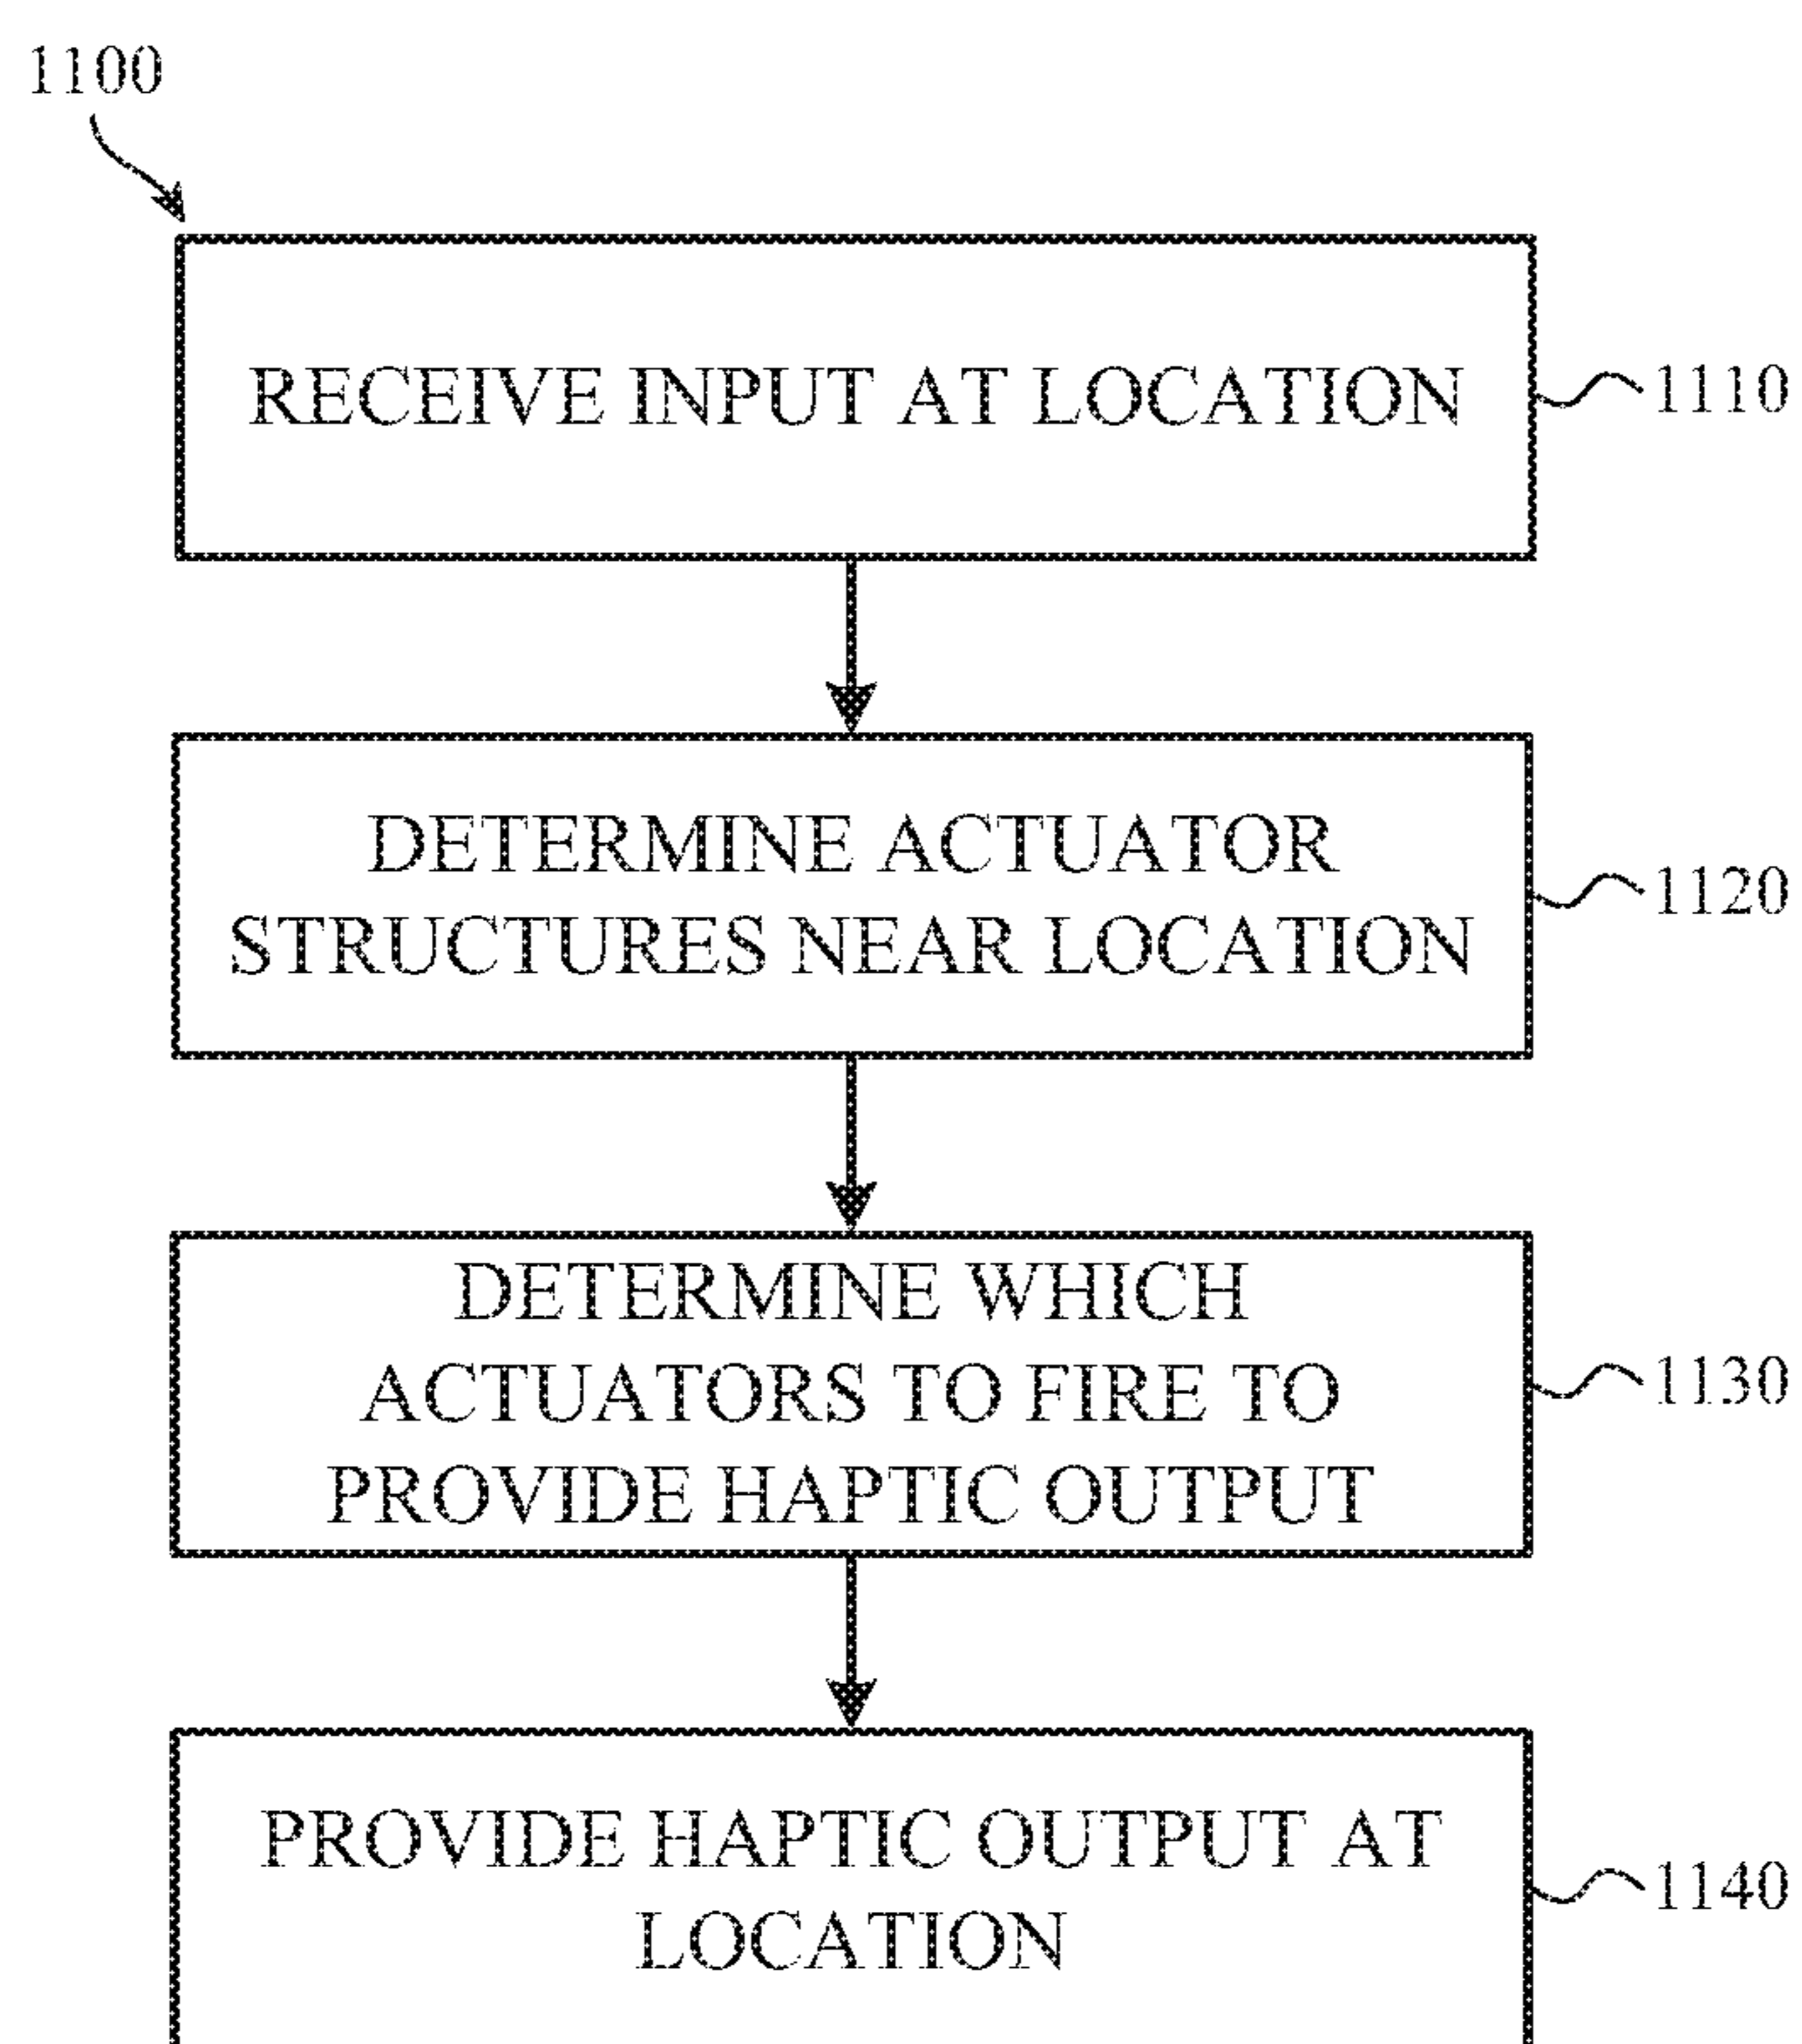 1100
RECEIVE INPUT AT LOCATION
1110
DETERMINE ACTUATOR
STRUCTURES NEAR LOCATION
1120
DETERMINE WHICH
ACTUATORS TO FIRE TO
PROVIDE HAPTIC OUTPUT
1130
PROVIDE HAPTIC OUTPUT AT
LOCATION
1140